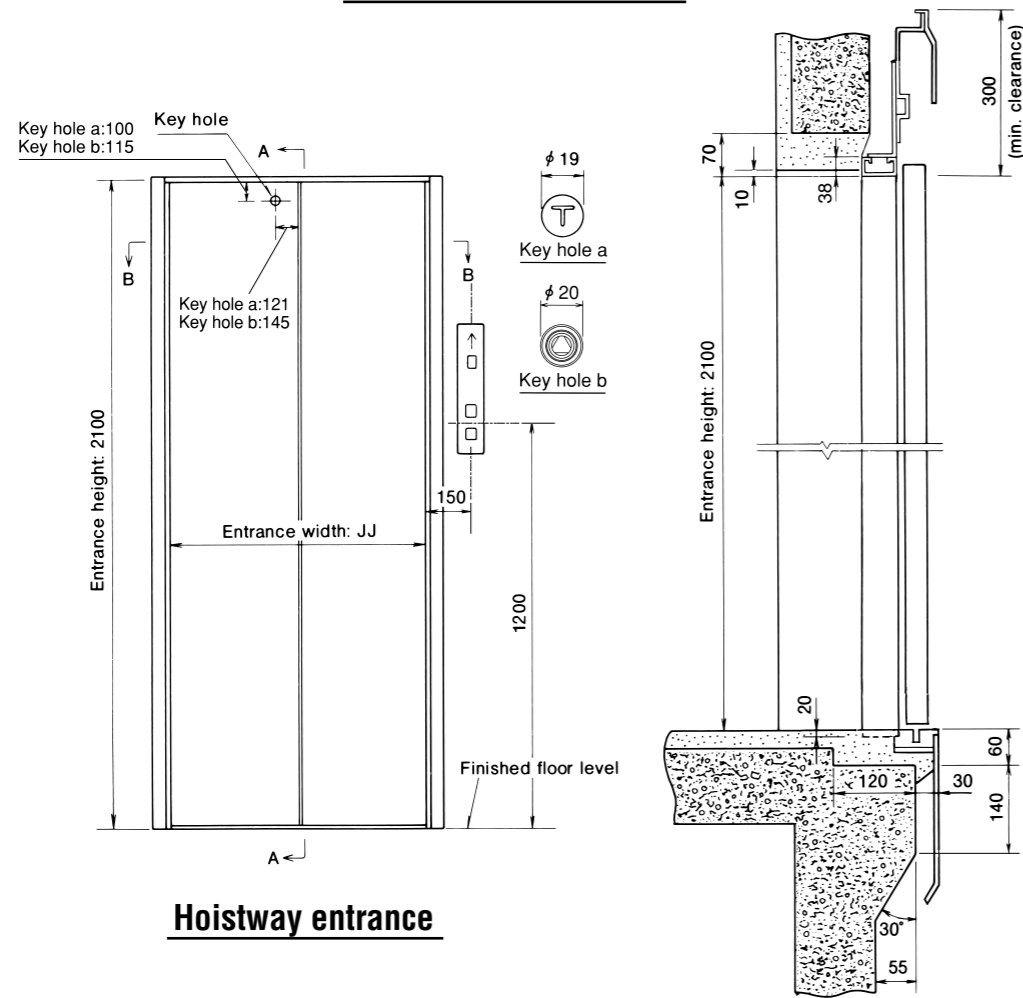 Key hole a:100
Key hole b:115
Key hole
A
B
B
Key hole a:121
Key hole b:145
Entrance height: 2100
Entrance width: JJ
150
1200
Finished floor level
A
Hoistway entrance
ϕ 19
T
Key hole a
ϕ 20
Key hole b
300
(min. clearance)
70
10
38
Entrance height: 2100
20
60
120
30
140
30°
55